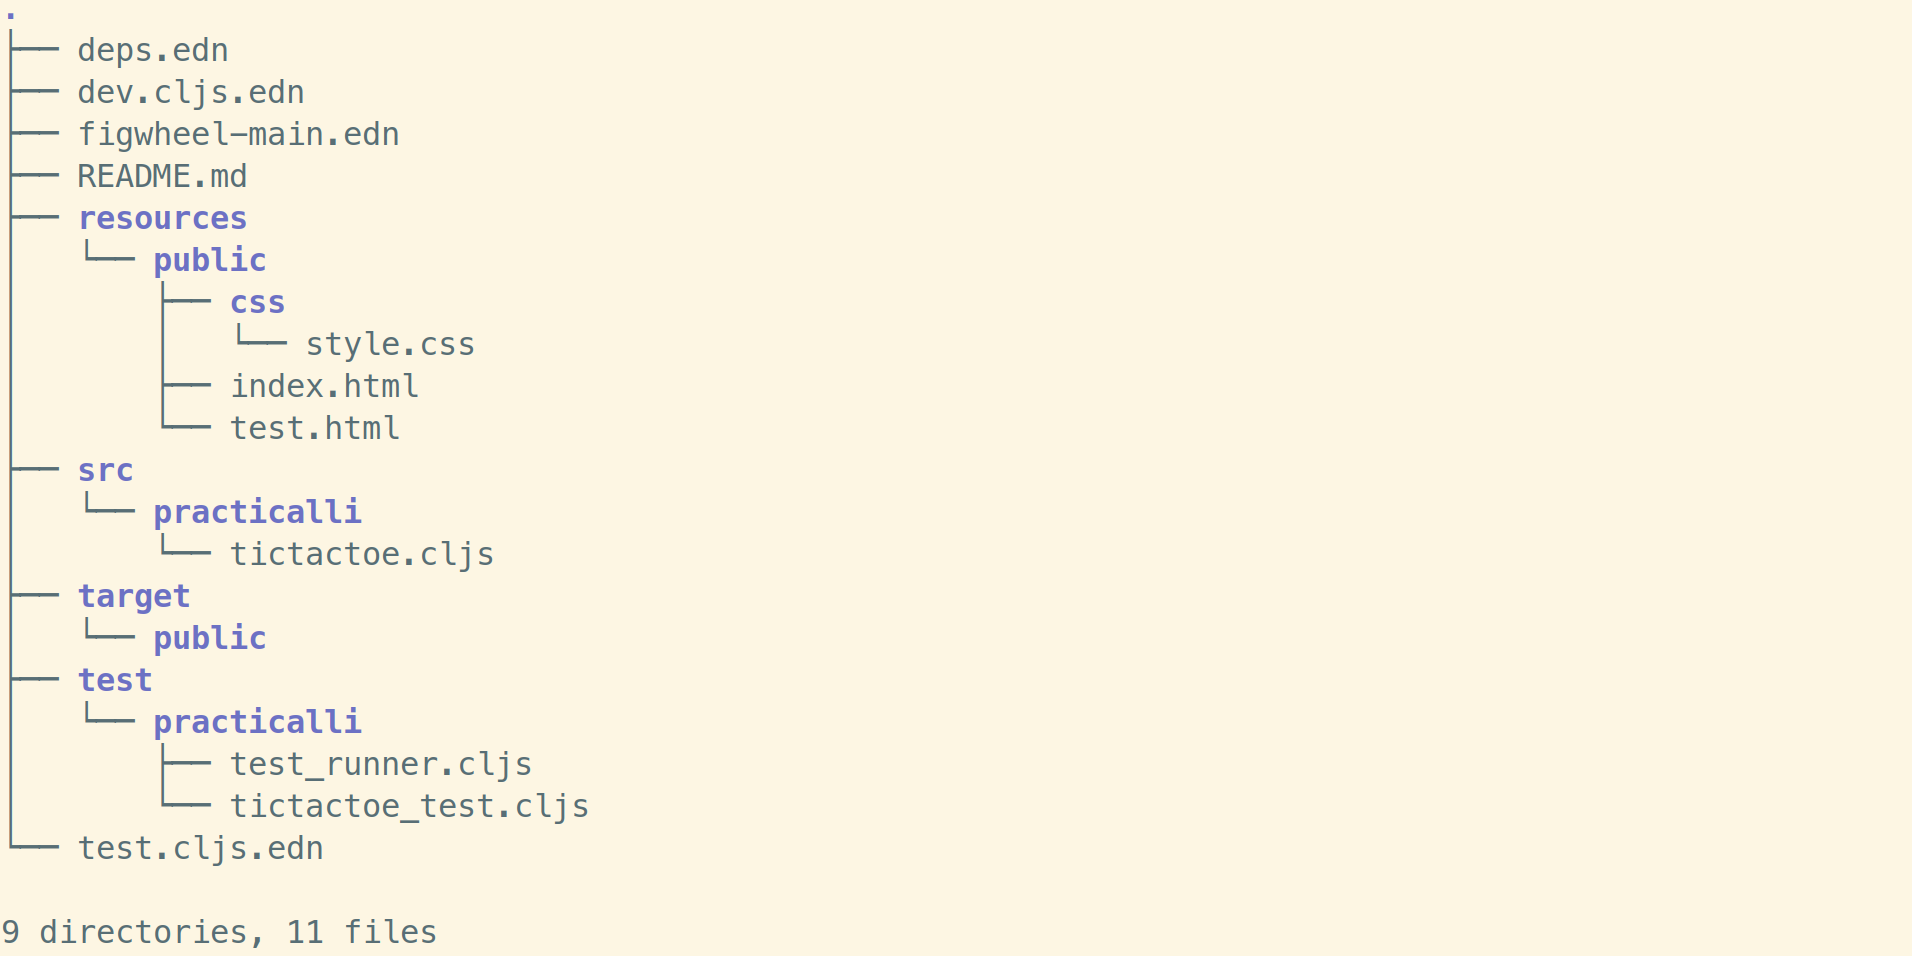 .
├── deps.edn
├── dev.cljs.edn
├── figwheel-main.edn
├── README.md
├── resources
│   └── public
│       ├── css
│       │   └── style.css
│       ├── index.html
│       └── test.html
├── src
│   └── practicalli
│       └── tictactoe.cljs
├── target
│   └── public
├── test
│   └── practicalli
│       ├── test_runner.cljs
│       └── tictactoe_test.cljs
└── test.cljs.edn

9 directories, 11 files